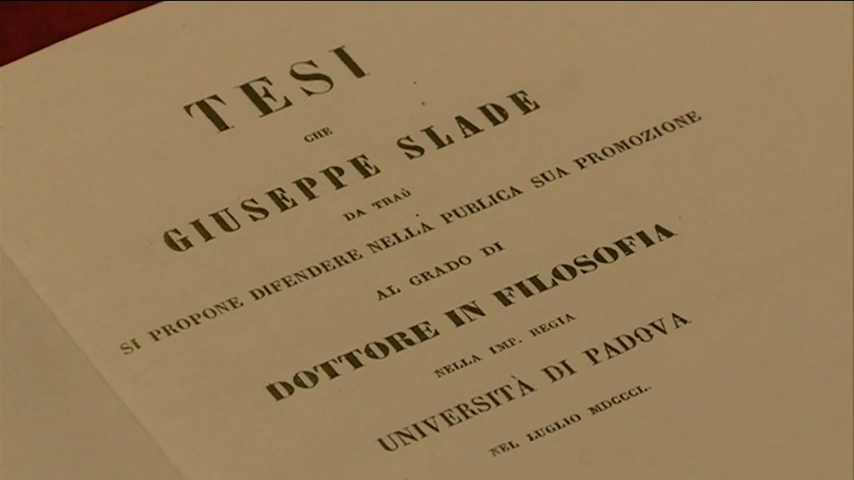 TESI
CHE
GIUSEPPE SLADE
DA TRAÙ
SI PROPONE DIFENDERE NELLA PUBLICA SUA PROMOZIONE
AL GRADO DI
DOTTORE IN FILOSOFIA
NELLA IMP. REGIA
UNIVERSITÀ DI PADOVA
NEL LUGLIO MDCCCL.